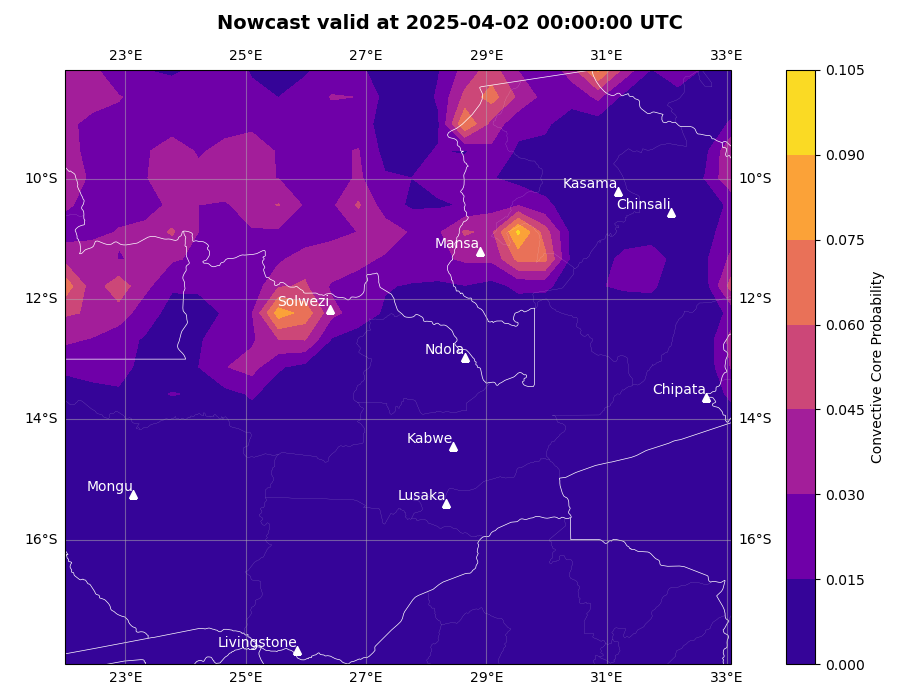 Nowcast valid at 2025-04-02 00:00:00 UTC
23°E 25°E 27°E 29°E 31°E 33°E
0.105
0.090
10°S 10°S
Kasama
Chinsali
0.075
Mansa
12°S 12°S
Solwezi
0.060
Ndola
Chipata
0.045
14°S 14°S
Kabwe
Mongu
Lusaka
0.030
16°S 16°S
0.015
Livingstone
0.000
23°E 25°E 27°E 29°E 31°E 33°E
Convective Core Probability